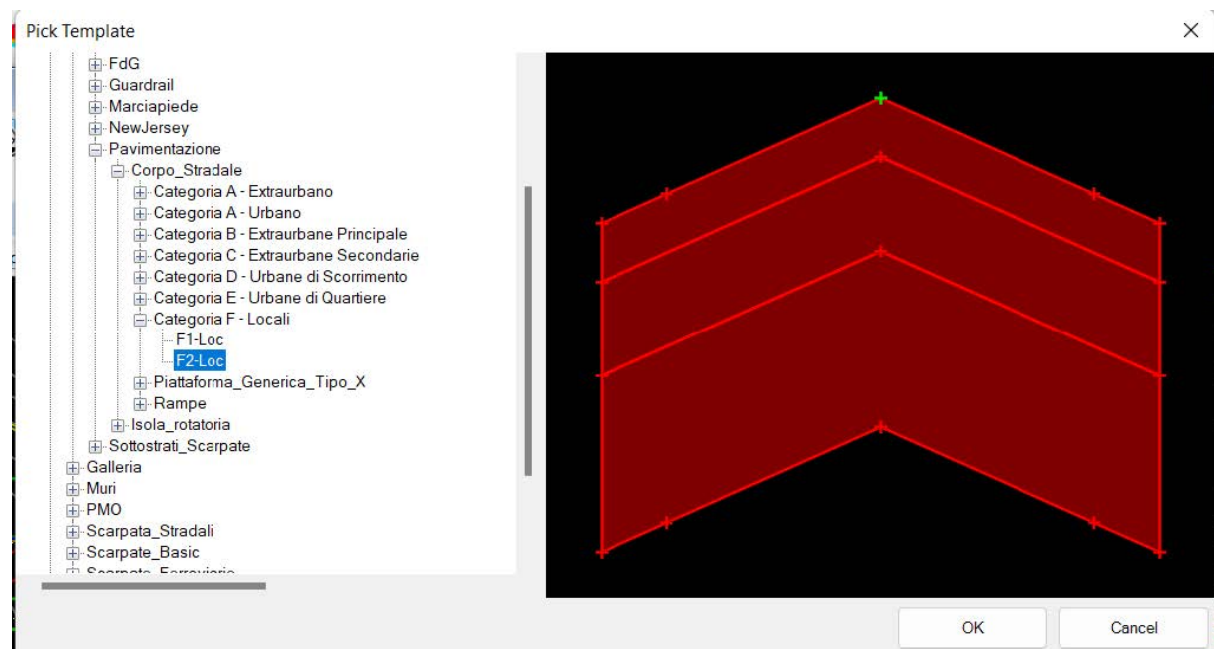 Pick Template
FdG
Guardrail
Marciapiede
NewJersey
Pavimentazione
Corpo_Stradale
Categoria A - Extraurbano
Categoria A - Urbano
Categoria B - Extraurbane Principale
Categoria C - Extraurbane Secondarie
Categoria D - Urbane di Scorrimento
Categoria E - Urbane di Quartiere
Categoria F - Locali
F1-Loc
F2-Loc
Piattaforma_Generica_Tipo_X
Rampe
Isola_rotatoria
Sottostrati_Scarpate
Galleria
Muri
PMO
Scarpata_Stradali
Scarpate_Basic
OK Cancel